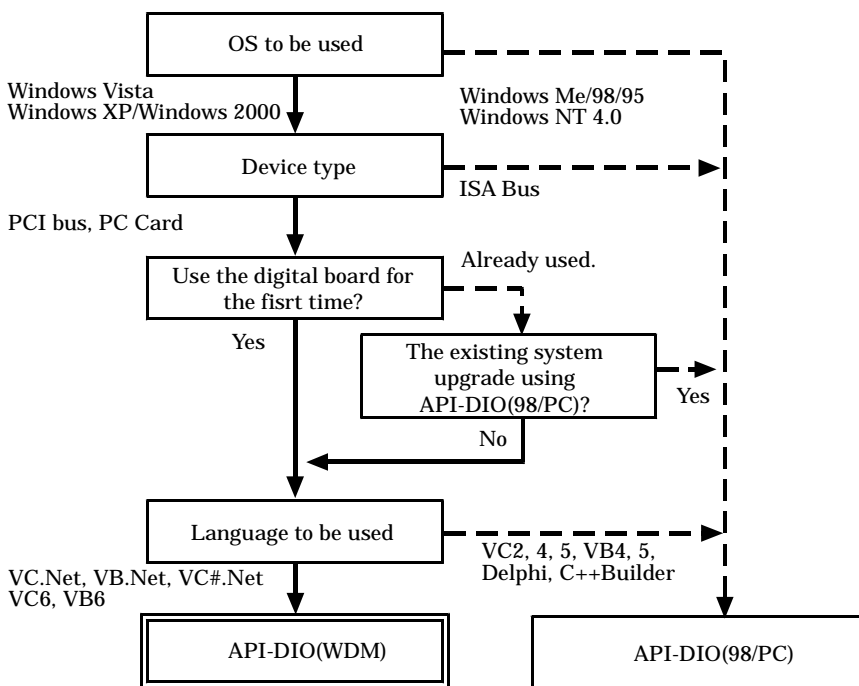 OS to be used
Windows Vista
Windows XP/Windows 2000
Windows Me/98/95
Windows NT 4.0
Device type
ISA Bus
PCI bus, PC Card
Use the digital board for
the fisrt time?
Already used.
Yes
The existing system
upgrade using
API-DIO(98/PC)?
Yes
No
Language to be used
VC2, 4, 5, VB4, 5,
Delphi, C++Builder
VC.Net, VB.Net, VC#.Net
VC6, VB6
API-DIO(WDM)
API-DIO(98/PC)